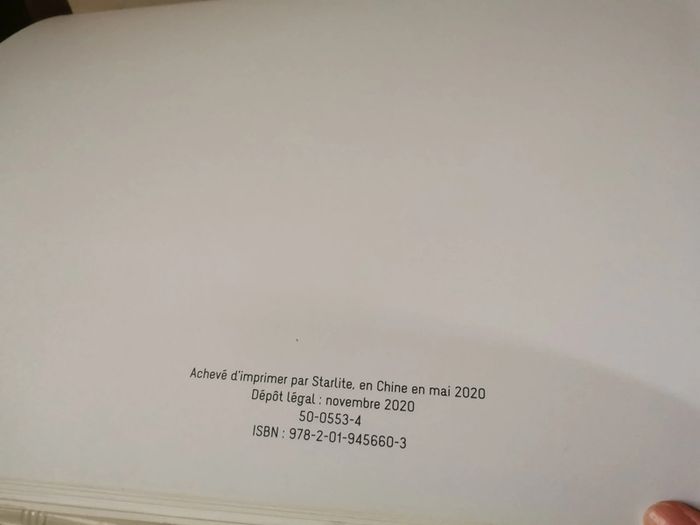 Achevé d'imprimer par Starlite, en Chine en mai 2020
Dépôt légal : novembre 2020
50-0553-4
ISBN : 978-2-01-945660-3